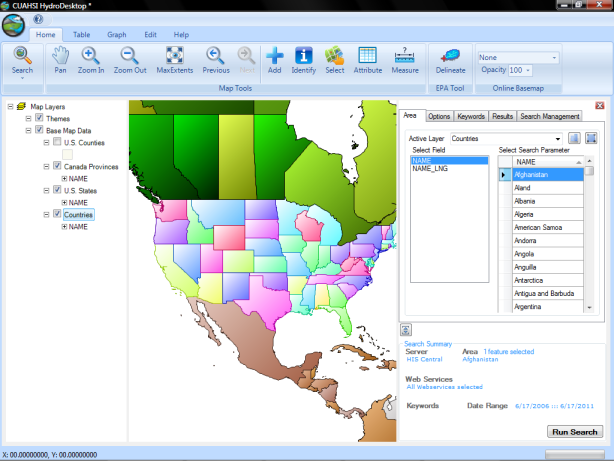 CUAHSI HydroDesktop *
Home Table Graph Edit Help
Search Pan Zoom In Zoom Out MaxExtents Previous Next Add Identify Select Attribute Measure Delineate
None
Opacity 100
Map Tools EPA Tool Online Basemap
Map Layers
Themes
Base Map Data
U.S. Counties
Canada Provinces
NAME
U.S. States
NAME
Countries
NAME
Area Options Keywords Results Search Management
Active Layer Countries
Select Field Select Search Parameter
NAME
NAME_LNG
NAME
Afghanistan
Aland
Albania
Algeria
American Samoa
Andorra
Angola
Anguilla
Antarctica
Antigua and Barbuda
Argentina
Search Summary
Server Area 1 feature selected
HIS Central Afghanistan
Web Services
All Webservices selected
Keywords Date Range 6/17/2006 ::: 6/17/2011
Run Search
X: 00.00000000, Y: 00.00000000